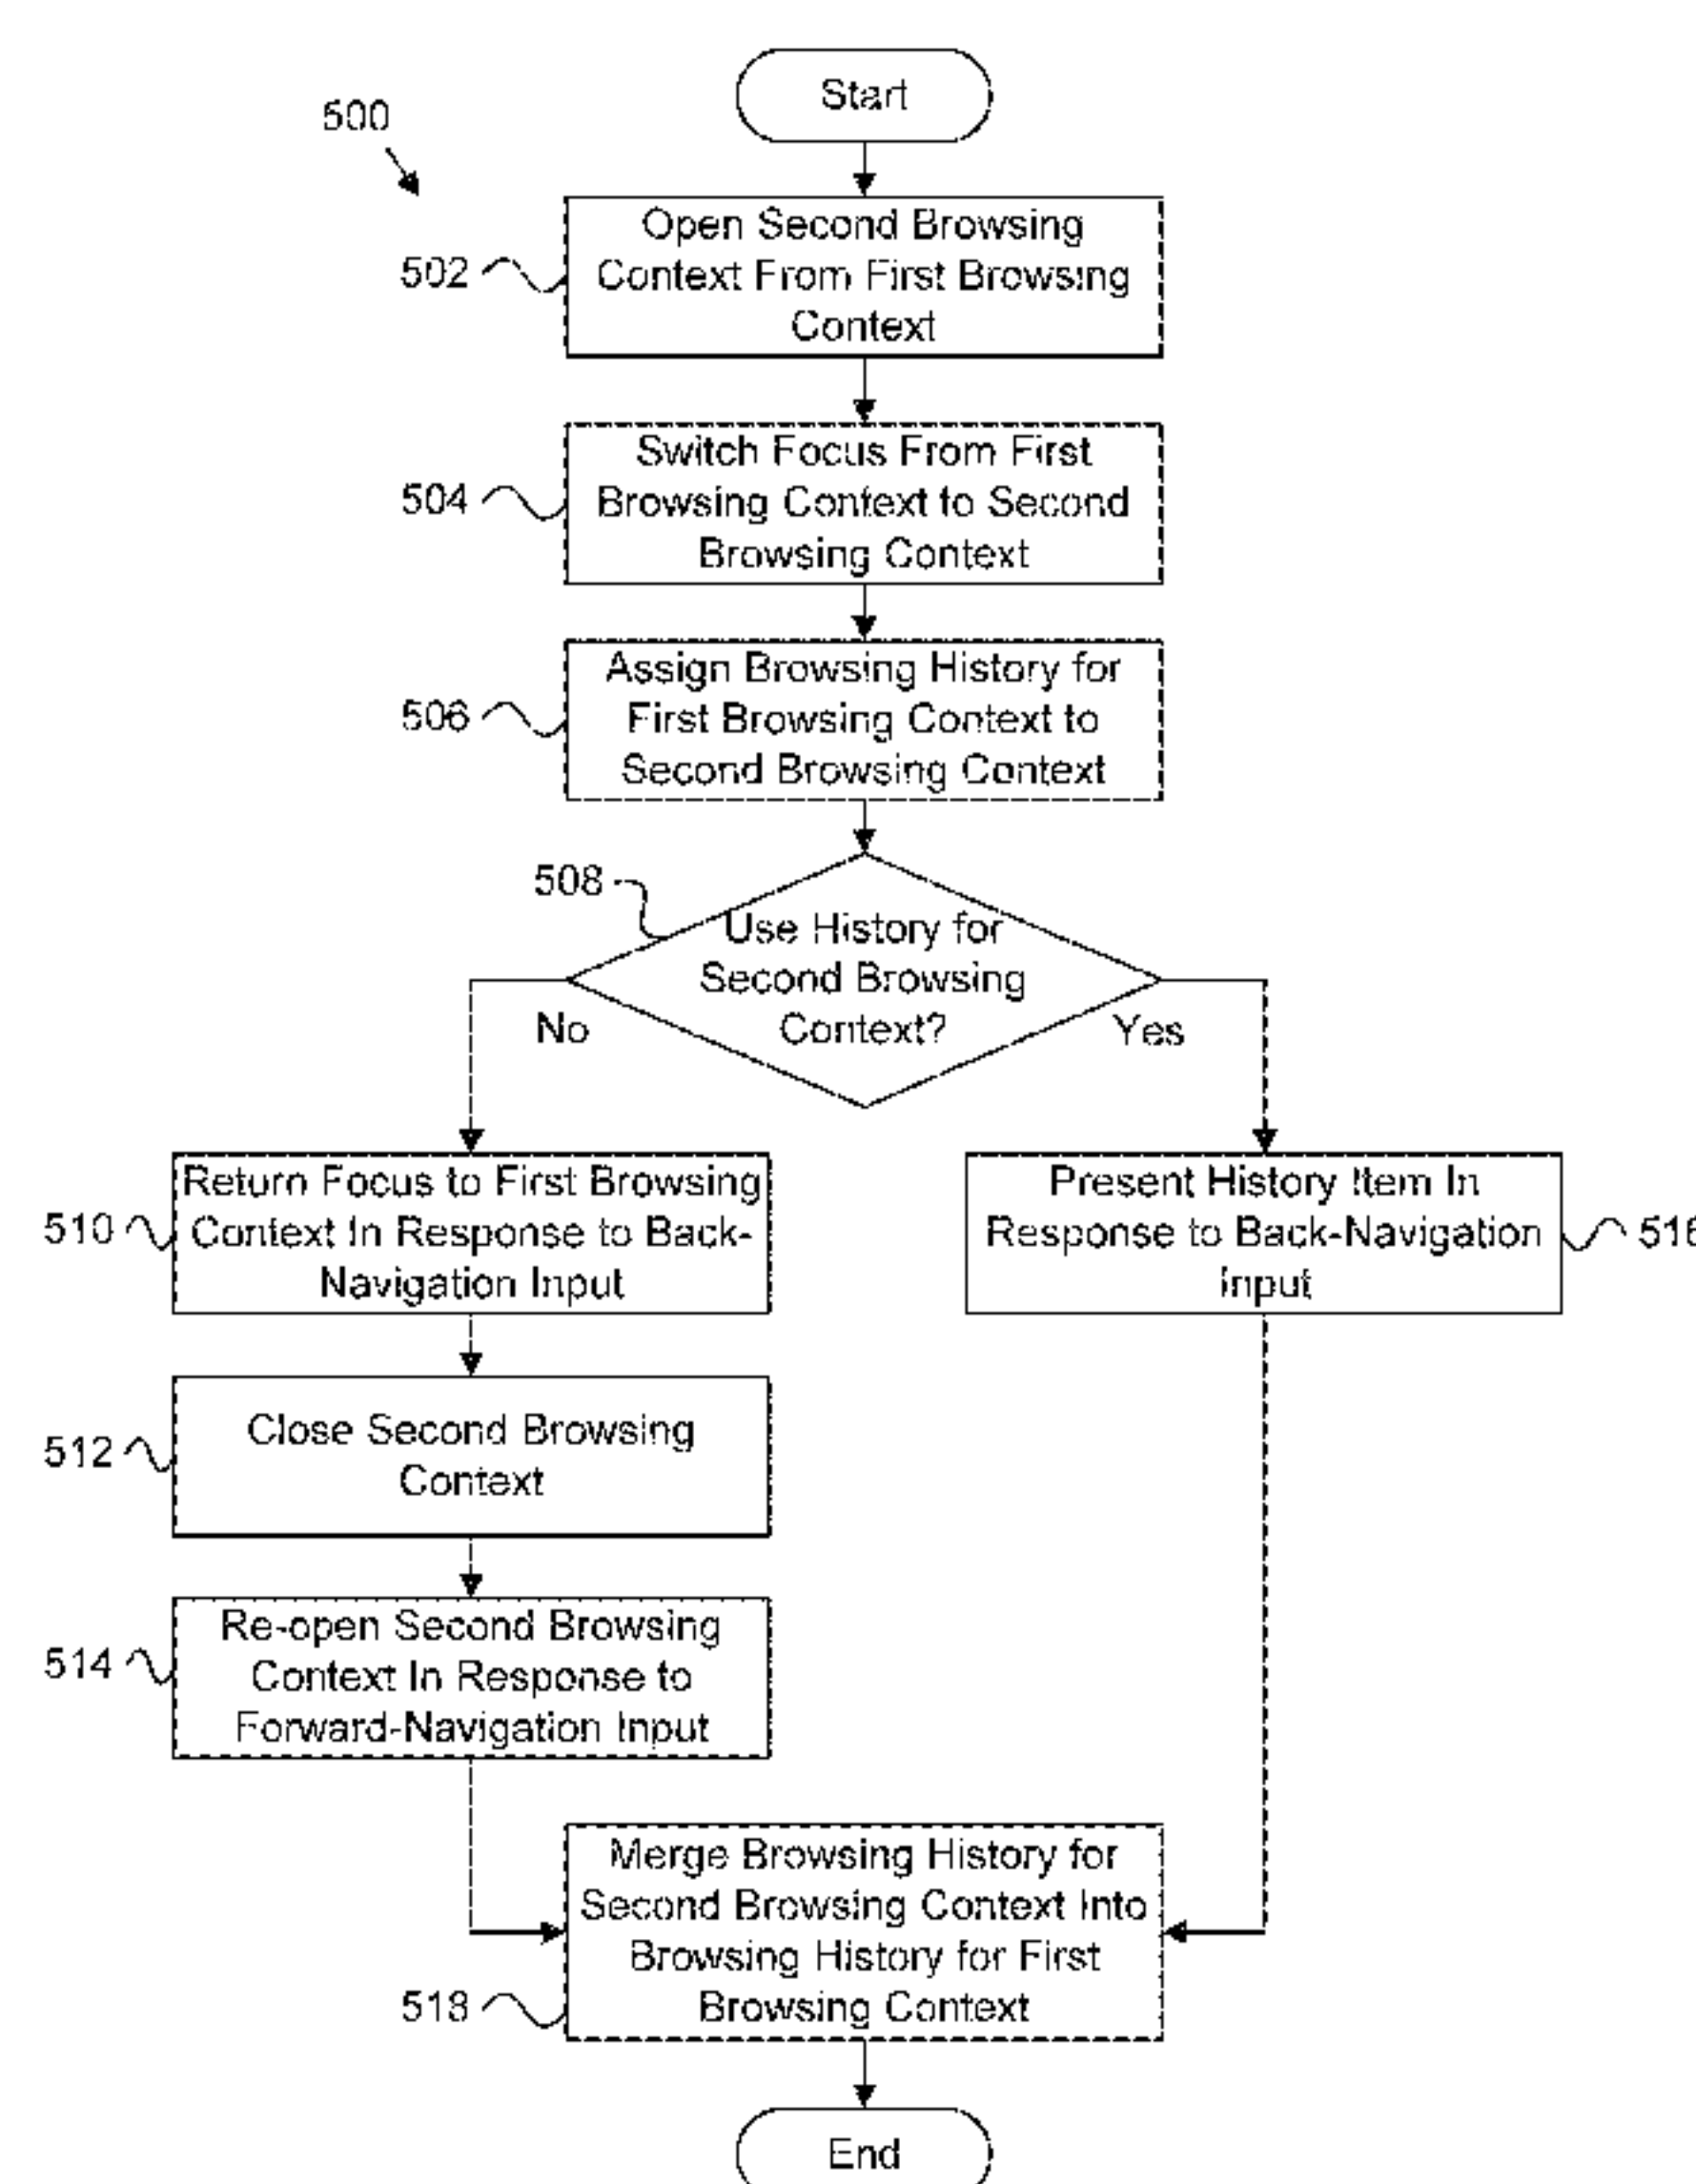 Start
500
Open Second Browsing
Context From First Browsing
Context
502
Switch Focus From First
Browsing Context to Second
Browsing Context
504
Assign Browsing History for
First Browsing Context to
Second Browsing Context
506
508
Use History for
Second Browsing
Context?
No
Yes
Return Focus to First Browsing
Context In Response to Back-
Navigation Input
510
Present History Item In
Response to Back-Navigation
Input
516
Close Second Browsing
Context
512
Re-open Second Browsing
Context In Response to
Forward-Navigation Input
514
Merge Browsing History for
Second Browsing Context Into
Browsing History for First
Browsing Context
518
End